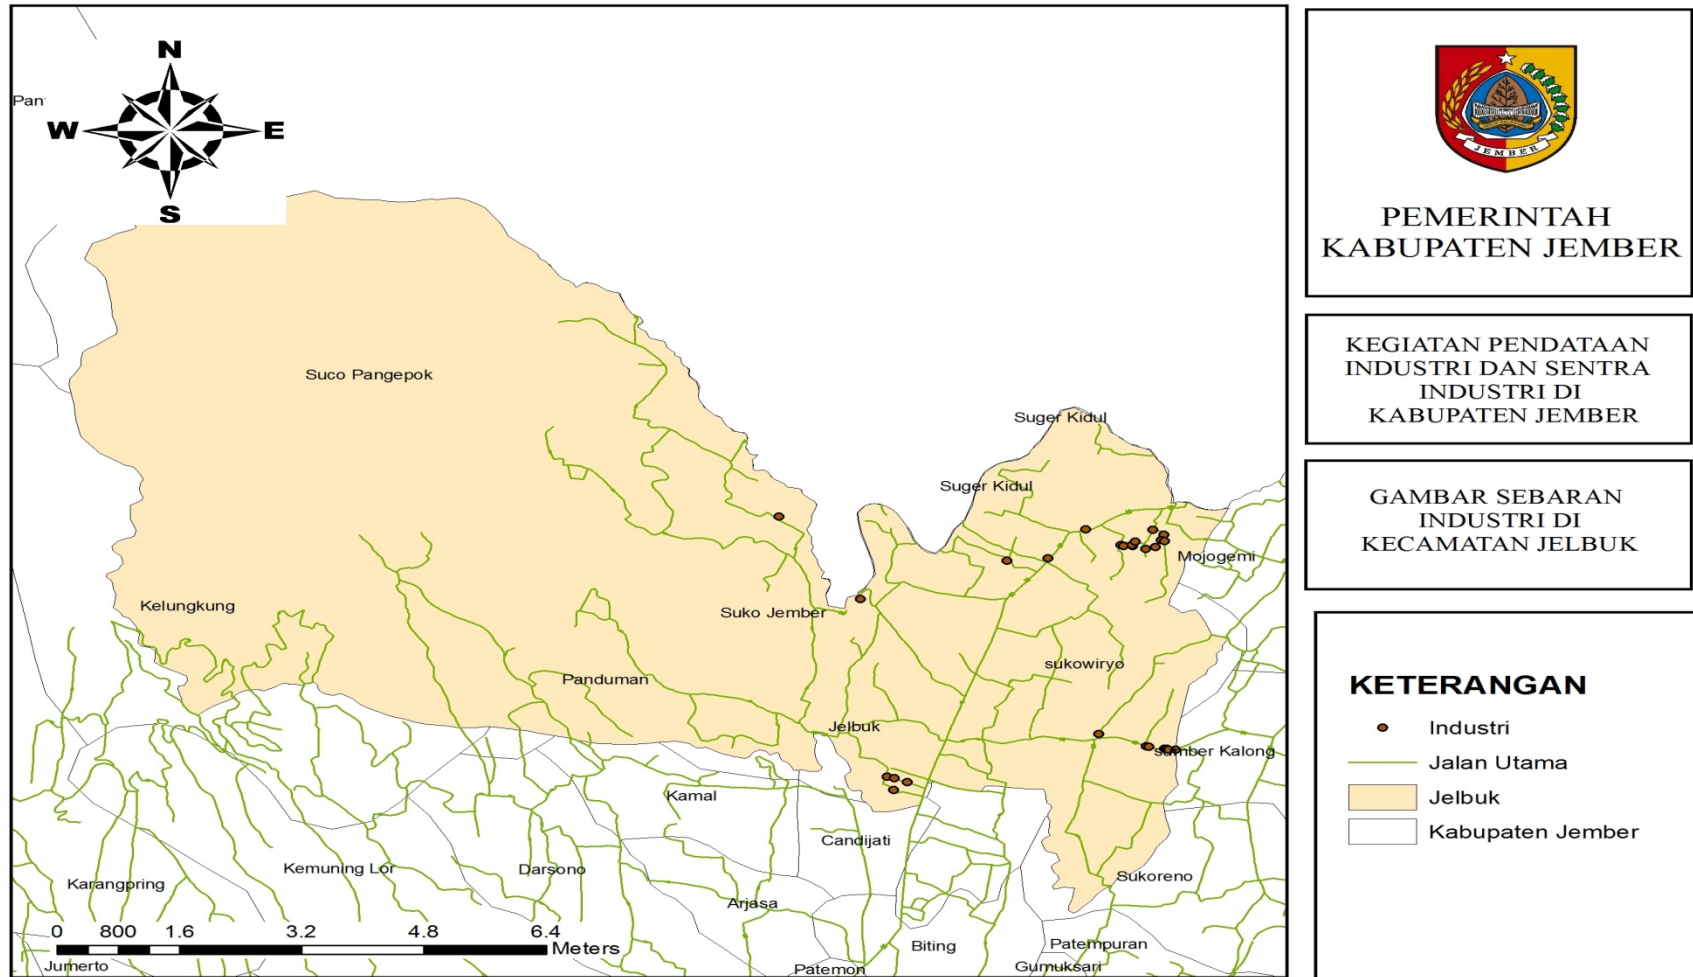 N
Pan
W
E
S
Suco Pangepok
Suger Kidul
Suger Kidul
Mojogemi
Kelungkung
Suko Jember
sukowiryo
Panduman
Jelbuk
sumber Kalong
Kamal
Candijati
Kemuning Lor
Darsono
Karangpring
Sukoreno
Arjasa
Biting
Patempuran
Jumerto
Patemon
Gumuksari
0 800 1.6 3.2 4.8 6.4
Meters
JEMBER
PEMERINTAH
KABUPATEN JEMBER
KEGIATAN PENDATAAN
INDUSTRI DAN SENTRA
INDUSTRI DI
KABUPATEN JEMBER
GAMBAR SEBARAN
INDUSTRI DI
KECAMATAN JELBUK
KETERANGAN
Industri
Jalan Utama
Jelbuk
Kabupaten Jember